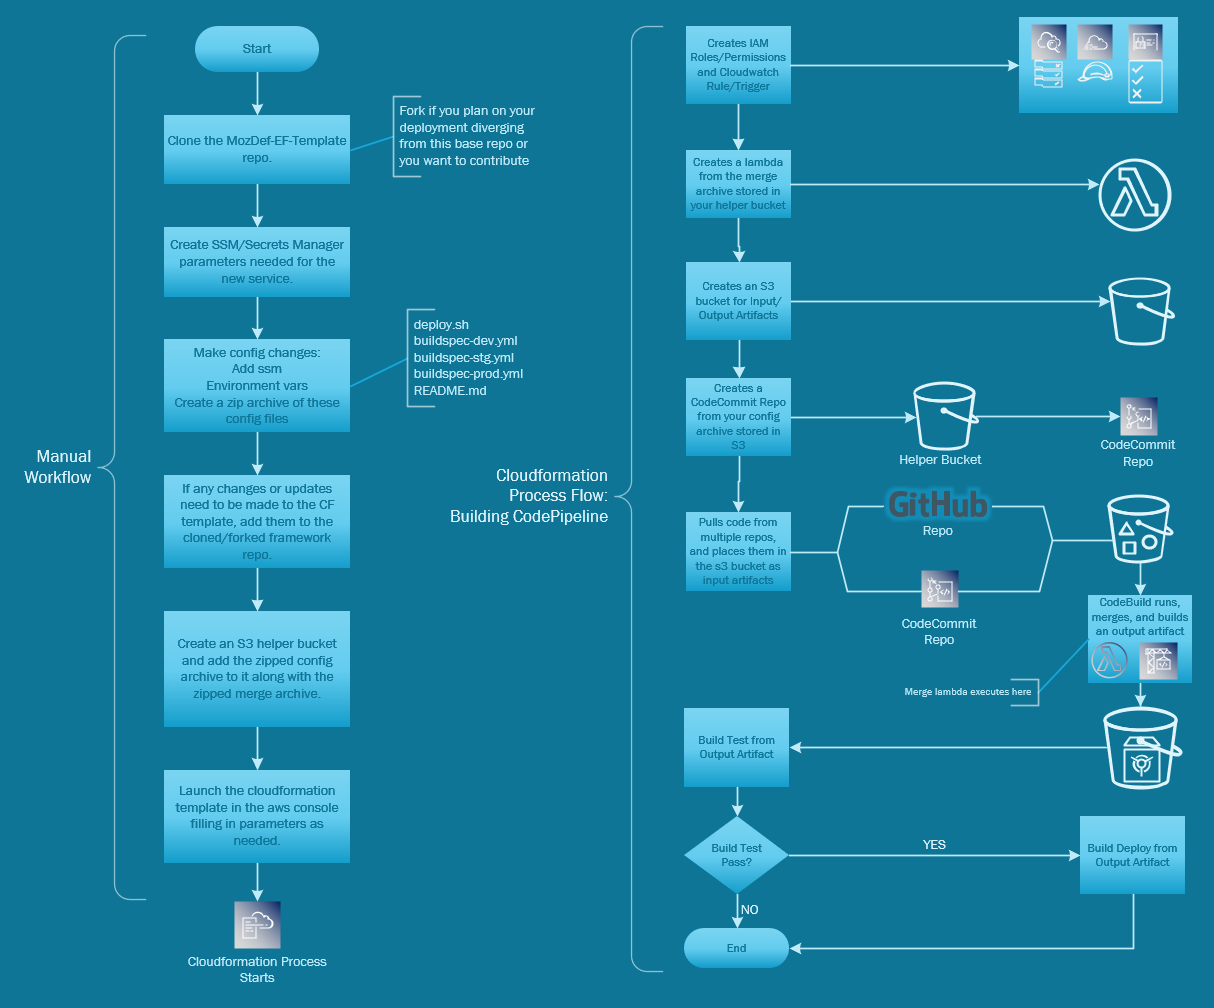 Start
Clone the MozDef-EF-Template
repo.
Fork if you plan on your
deployment diverging
from this base repo or
you want to contribute
Create SSM/Secrets Manager
parameters needed for the
new service.
Make config changes:
Add ssm
Environment vars
Create a zip archive of these
config files
deploy.sh
buildspec-dev.yml
buildspec-stg.yml
buildspec-prod.yml
README.md
Manual
Workflow
If any changes or updates
need to be made to the CF
template, add them to the
cloned/forked framework
repo.
Create an S3 helper bucket
and add the zipped config
archive to it along with the
zipped merge archive.
Launch the cloudformation
template in the aws console
filling in parameters as
needed.
Cloudformation Process
Starts
Cloudformation
Process Flow:
Building CodePipeline
Creates IAM
Roles/Permissions
and Cloudwatch
Rule/Trigger
Creates a lambda
from the merge
archive stored in
your helper bucket
Creates an S3
bucket for Input/
Output Artifacts
Creates a
CodeCommit Repo
from your config
archive stored in
S3
Helper Bucket
CodeCommit
Repo
Pulls code from
multiple repos,
and places them in
the s3 bucket as
input artifacts
GitHub
Repo
CodeCommit
Repo
CodeBuild runs,
merges, and builds
an output artifact
Merge lambda executes here
Build Test from
Output Artifact
Build Test
Pass?
YES
Build Deploy from
Output Artifact
NO
End